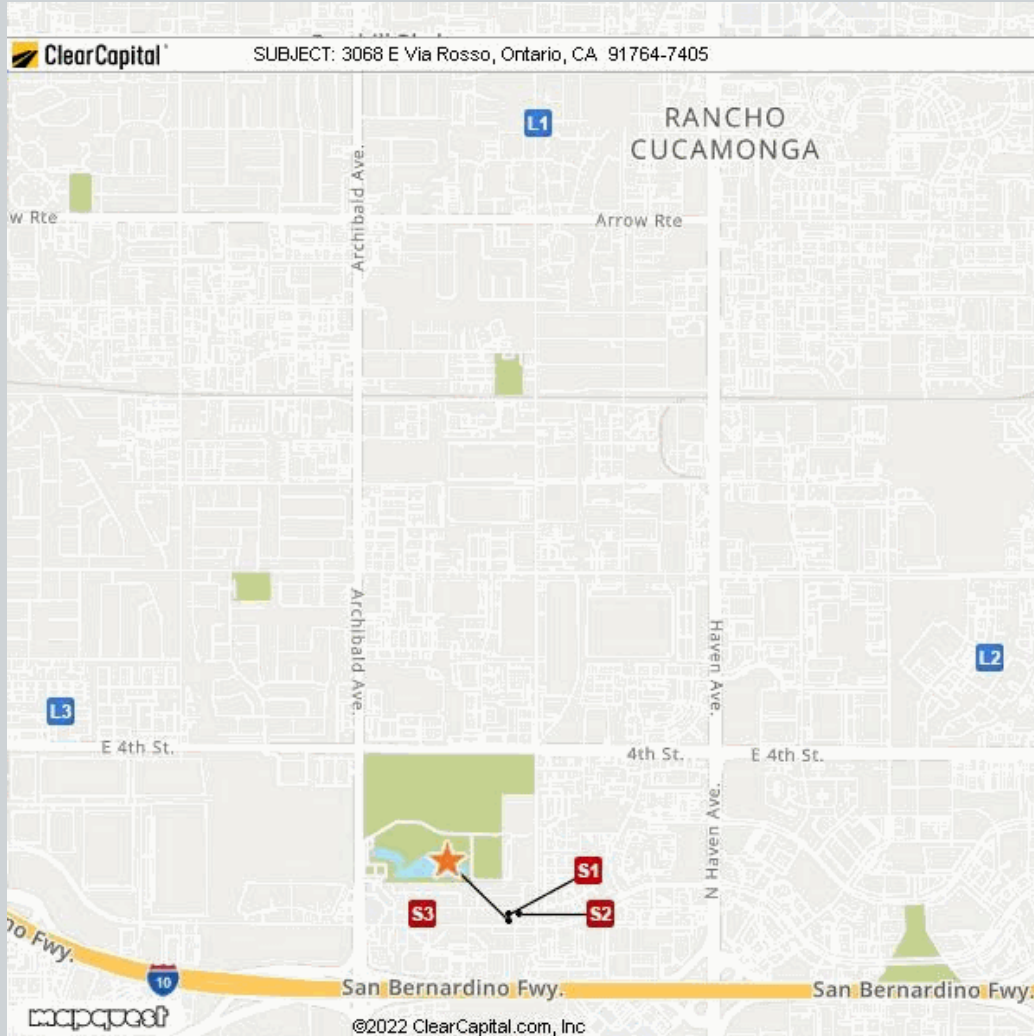 ClearCapital
SUBJECT: 3068 E Via Rosso, Ontario, CA 91764-7405
L1
RANCHO
CUCAMONGA
Archibald Ave.
w Rte
Arrow Rte
Archibald Ave.
Haven Ave.
L2
L3
E 4th St.
4th St.
E 4th St.
N Haven Ave.
S1
S3
S2
no Fwy.
10
San Bernardino Fwy.
San Bernardino Fwy.
mapquest
©2022 ClearCapital.com, Inc